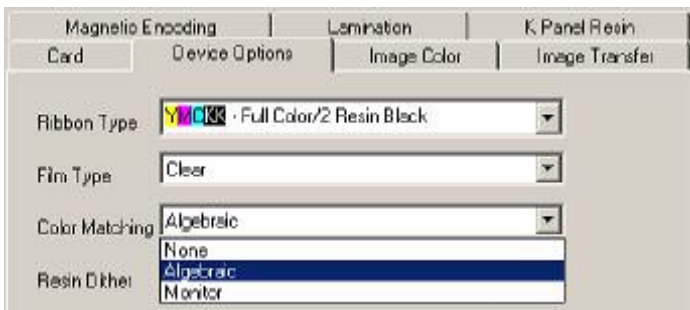 Magnetic Encoding Lamination K Panel Resin
Card Device Options Image Color Image Transfer
Ribbon Type YMCKK - Full Color/2 Resin Black
Film Type Clear
Color Matching Algebraic
None
Algebraic
Resin Dither
Monitor